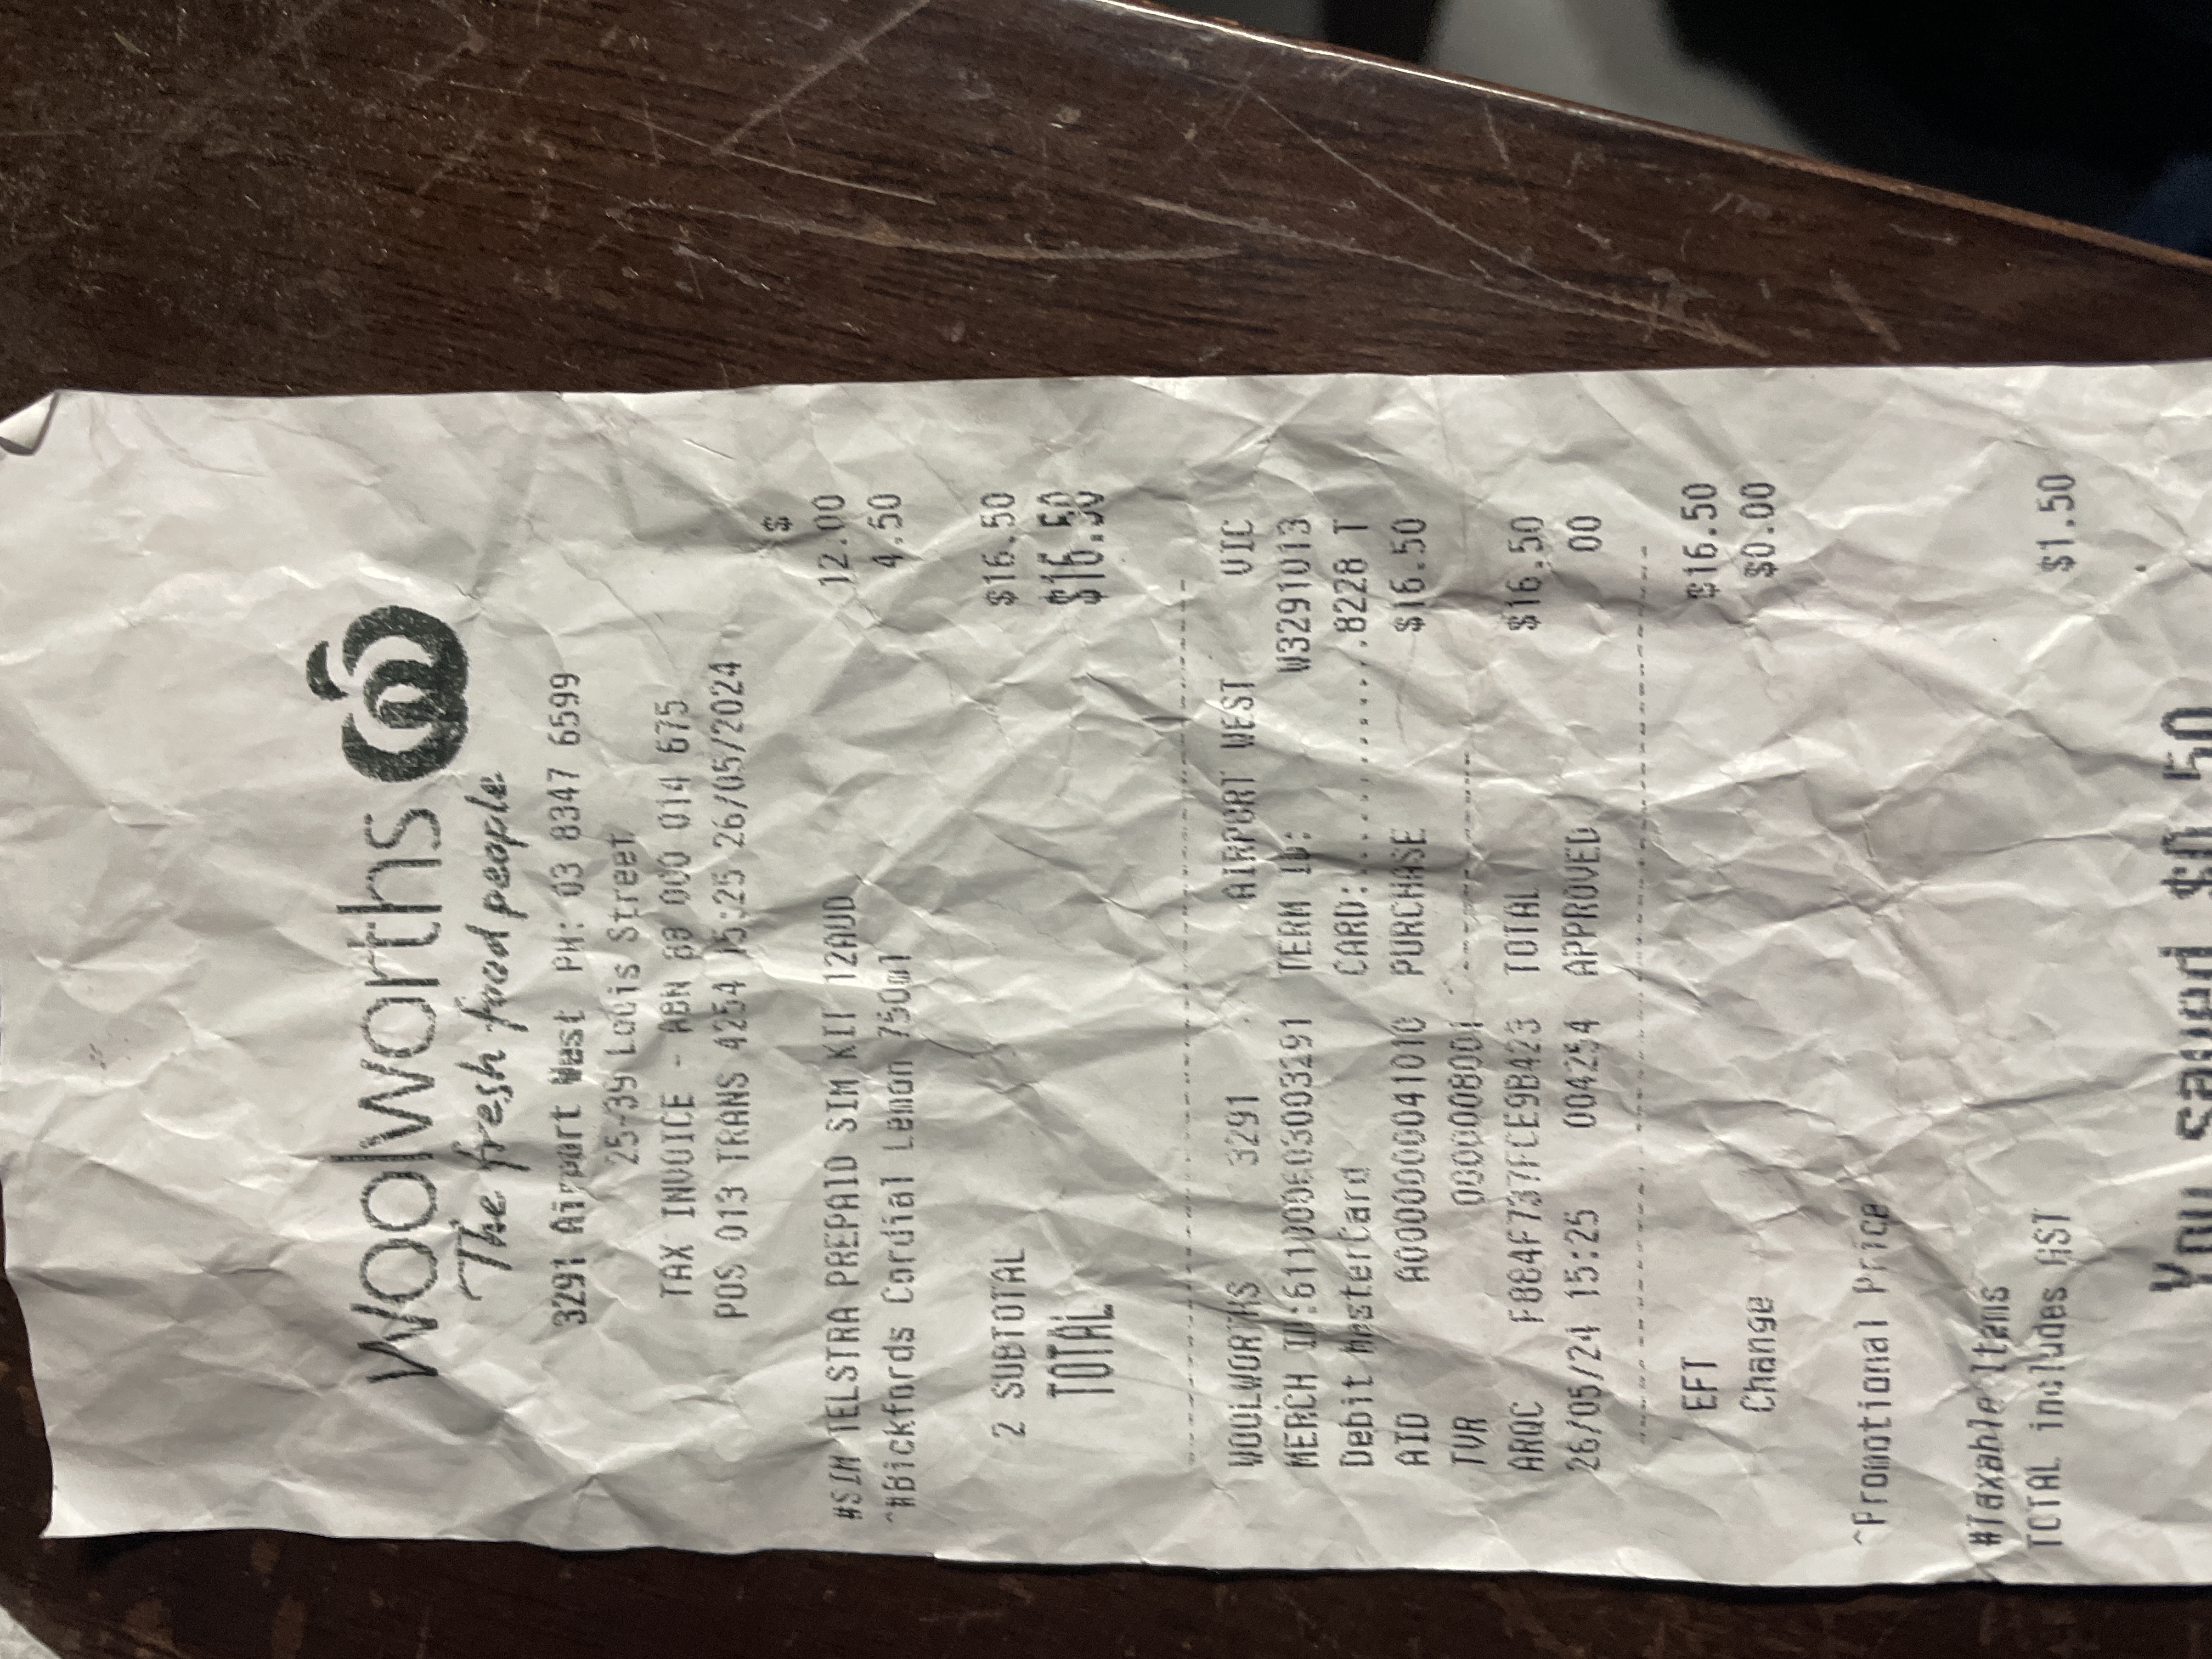 woolworths
The fresh food people
3291 Airport West PH: 03 8347 6599
25-39 Louis Street
TAX INVOICE - ABN 88 000 014 675
POS 013 TRANS 4254 15:25 26/05/2024
$
#SIM TELSTRA PREPAID SIM KIT 12AUD 12.00
^#Bickfords Cordial Lemon 750ml 4.50
2 SUBTOTAL $16.50
TOTAL $16.50
WOOLWORTHS 3291 AIRPORT WEST VIC
MERCH ID:611000603003291 TERM ID: W3291013
Debit MasterCard CARD:..............8228 T
AID A0000000041010 PURCHASE $16.50
TVR 0000008001 ------------
ARQC F884F737FCE9B423 TOTAL $16.50
26/05/24 15:25 004254 APPROVED 00
EFT $16.50
Change $0.00
^Promotional Price
#Taxable Items
TOTAL includes GST $1.50
You saved $0.50